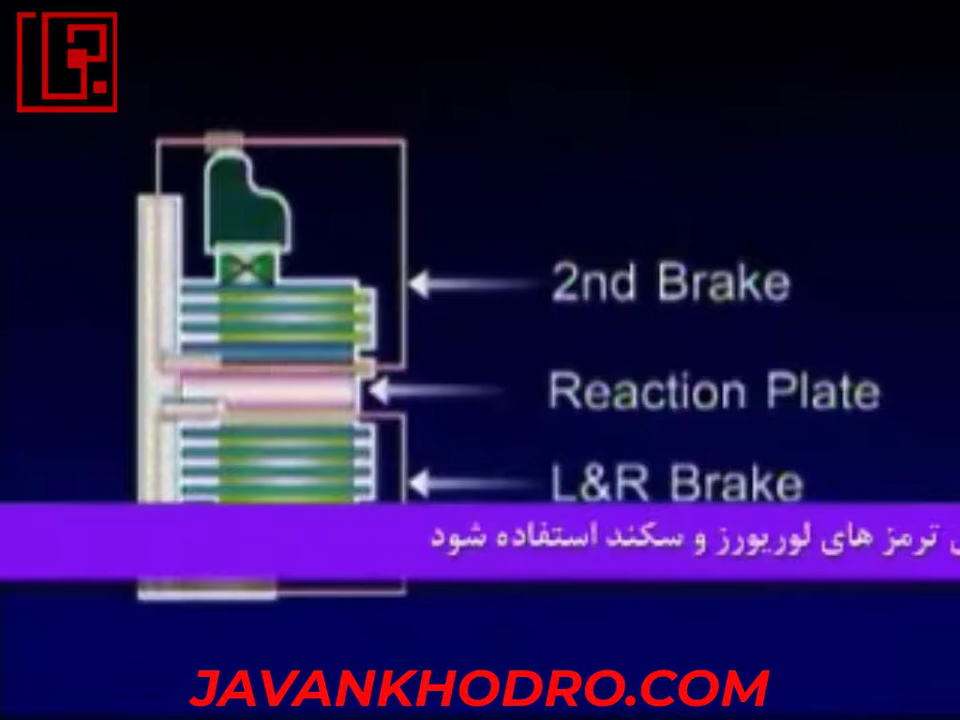 2nd Brake
Reaction Plate
L&R Brake
ترمز های لوریورز و سکند استفاده شود
JAVANKHODRO.COM